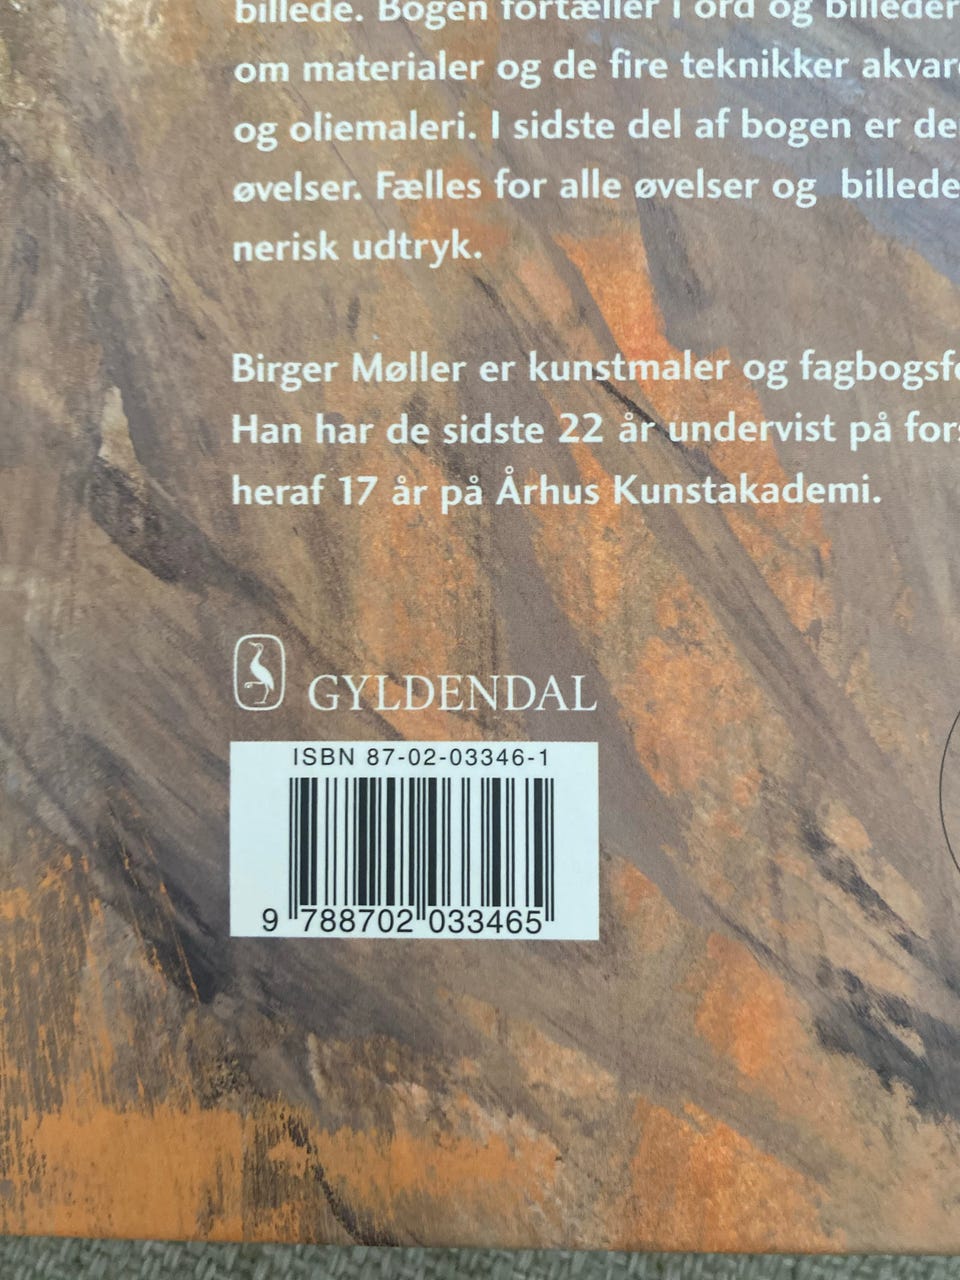 billede. Bogen fortæller i ord og billeder
om materialer og de fire teknikker
og oliemaleri. I sidste del af bogen er
øvelser. Fælles for alle øvelser og billede
nerisk udtryk.
Birger Møller er kunstmaler og
Han har de sidste 22 år undervist på
heraf 17 år på Århus Kunstakademi.
GYLDENDAL
ISBN 87-02-03346-1
9 788702 033465